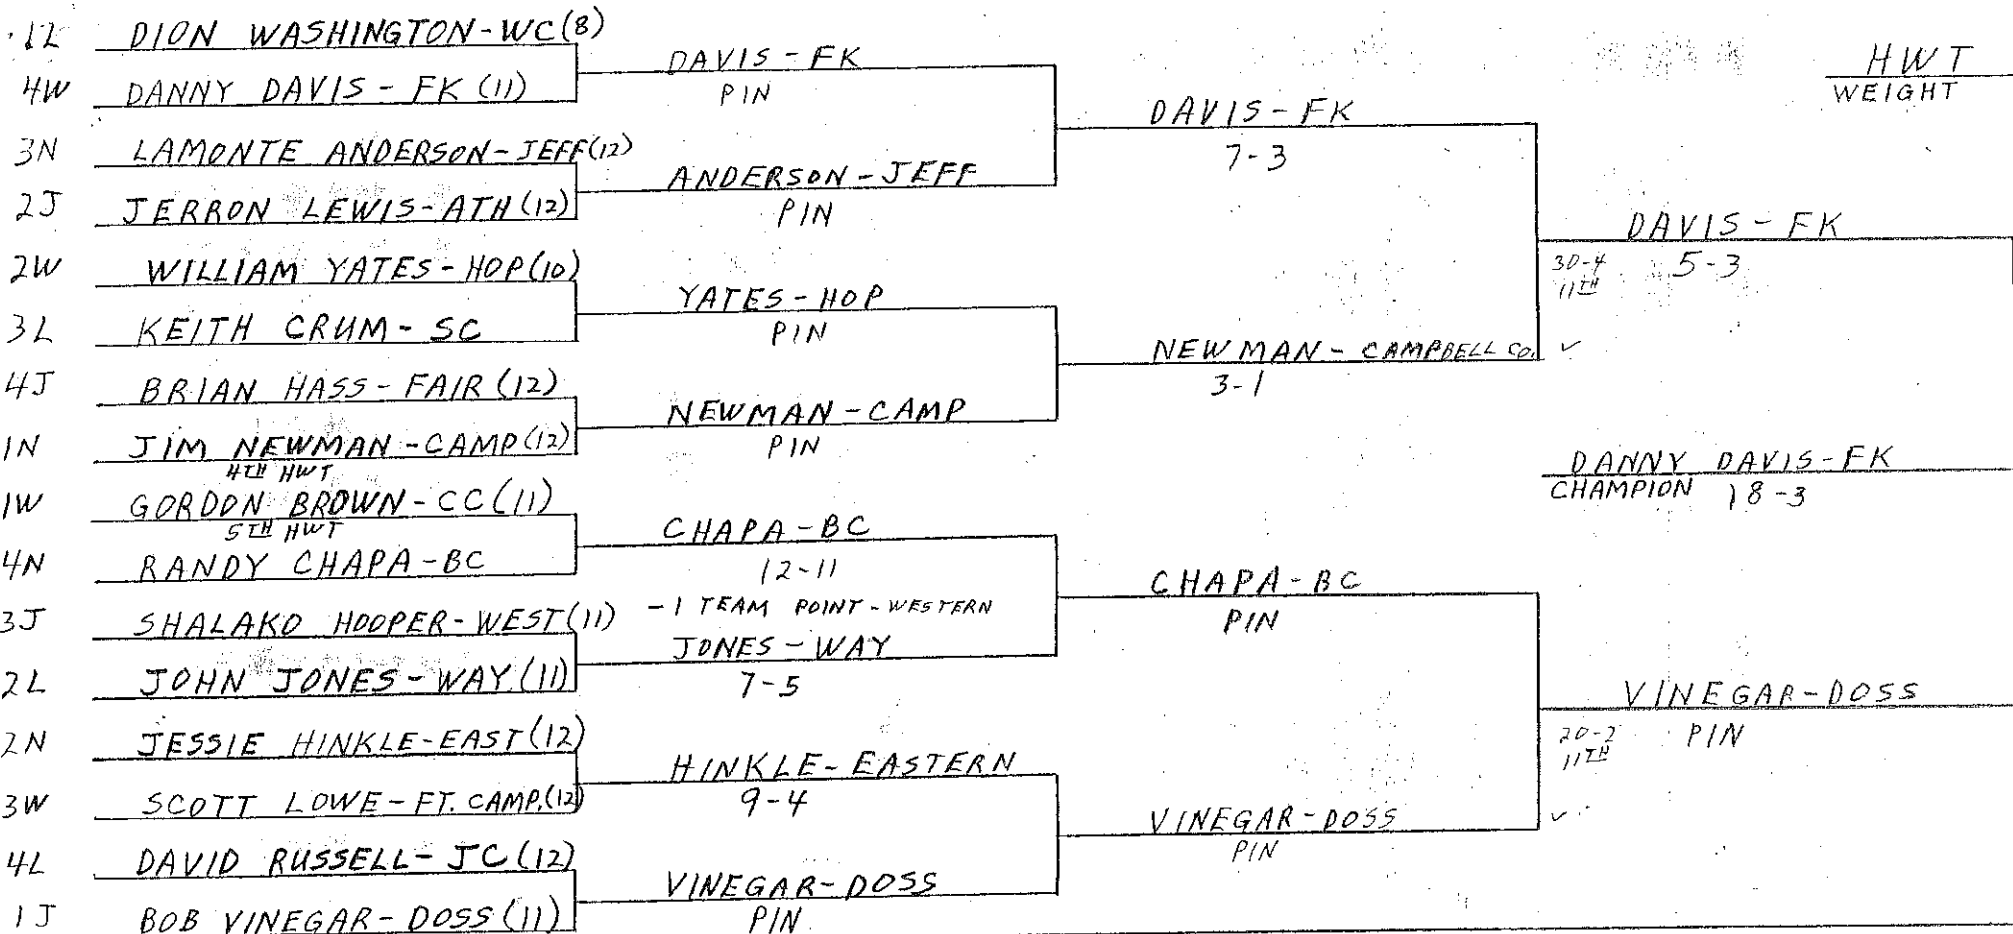 1L DION WASHINGTON-WC(8)
4W DANNY DAVIS - FK (11)
3N LAMONTE ANDERSON-JEFF(12)
2J JERRON LEWIS-ATH(12)
2W WILLIAM YATES-HOP(10)
3L KEITH CRUM-SC
4J BRIAN HASS-FAIR(12)
1N JIM NEWMAN-CAMP(12)
4TH HWT
1W GORDON BROWN-CC(11)
5TH HWT
4N RANDY CHAPA-BC
3J SHALAKO HOOPER-WEST(11)
2L JOHN JONES-WAY.(11)
2N JESSIE HINKLE-EAST(12)
3W SCOTT LOWE-FT. CAMP.(12)
4L DAVID RUSSELL-JC(12)
1J BOB VINEGAR-DOSS(11)
DAVIS-FK
PIN
ANDERSON-JEFF
PIN
YATES-HOP
PIN
NEWMAN-CAMP
PIN
CHAPA-BC
12-11
-1 TEAM POINT-WESTERN
JONES-WAY
7-5
HINKLE-EASTERN
9-4
VINEGAR-DOSS
PIN
DAVIS-FK
7-3
NEWMAN-CAMPBELL CO.
3-1
CHAPA-BC
PIN
VINEGAR-DOSS
PIN
HWT
WEIGHT
DAVIS-FK
30-4 5-3
11TH
DANNY DAVIS-FK
CHAMPION 18-3
VINEGAR-DOSS
20-2 PIN
11TH